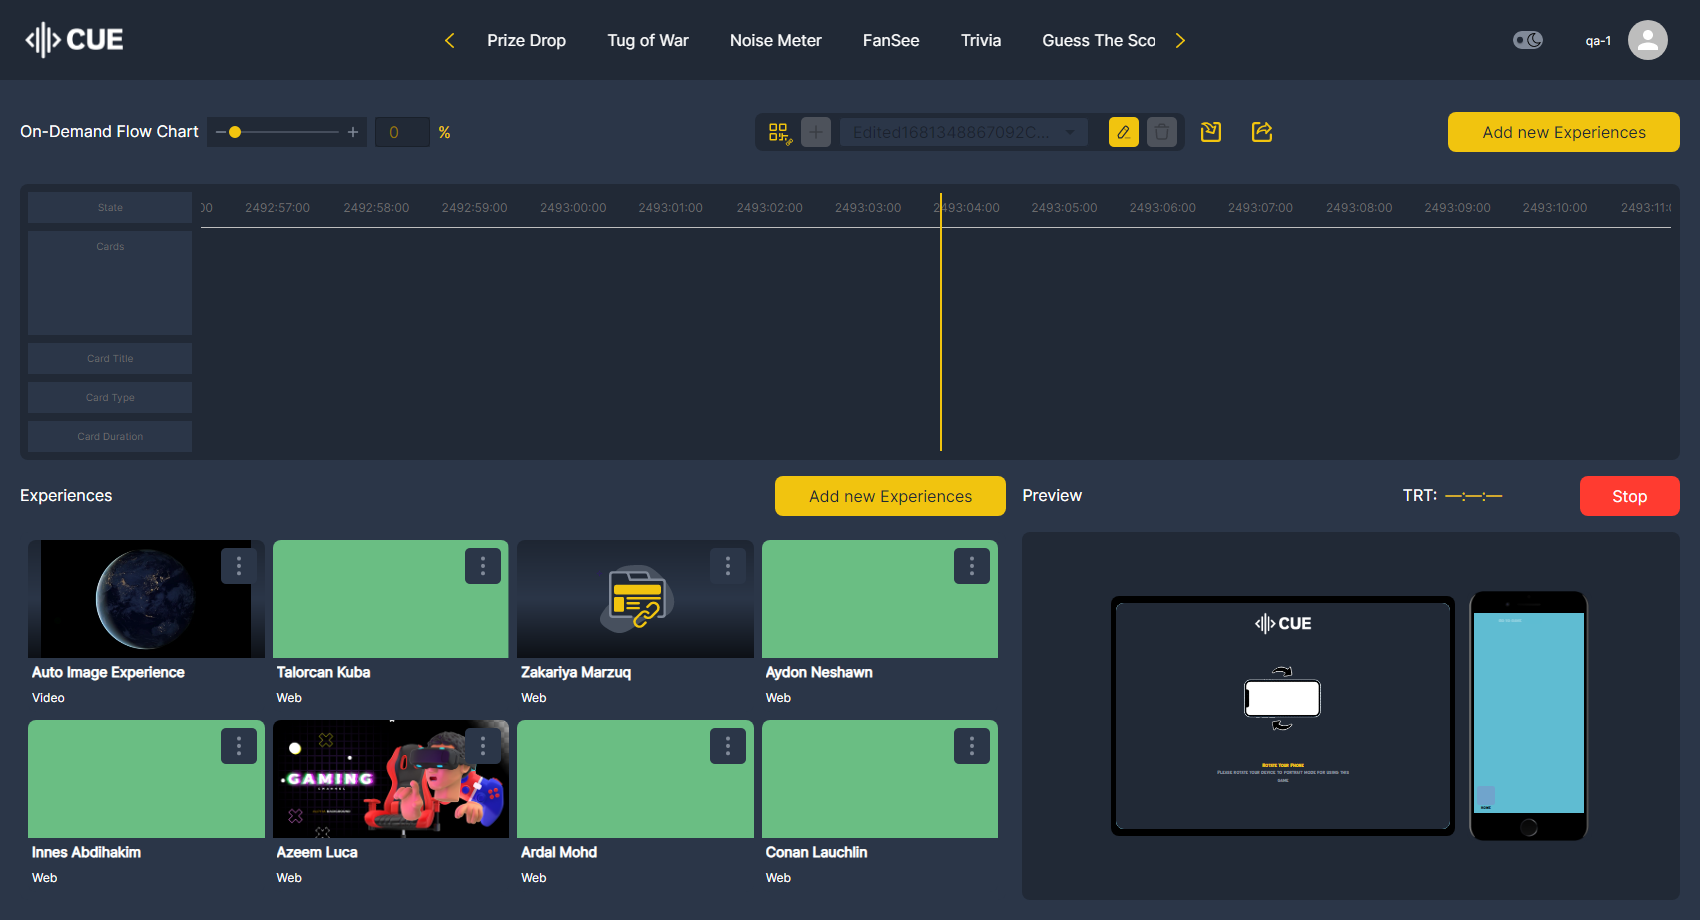 CUE
Prize Drop
Tug of War
Noise Meter
FanSee
Trivia
Guess The Sco
qa-1
On-Demand Flow Chart
0
%
Edited1681348867092C...
Add new Experiences
State
00
2492:57:00
2492:58:00
2492:59:00
2493:00:00
2493:01:00
2493:02:00
2493:03:00
2493:04:00
2493:05:00
2493:06:00
2493:07:00
2493:08:00
2493:09:00
2493:10:00
2493:11:
Cards
Card Title
Card Type
Card Duration
Experiences
Add new Experiences
Preview
TRT: —:—:—
Stop
Auto Image Experience
Video
Talorcan Kuba
Web
Zakariya Marzuq
Web
Aydon Neshawn
Web
GAMING
Innes Abdihakim
Web
Azeem Luca
Web
Ardal Mohd
Web
Conan Lauchlin
Web
CUE
Rotate Your Phone
Please rotate your device to portrait mode for using this
game
HOME